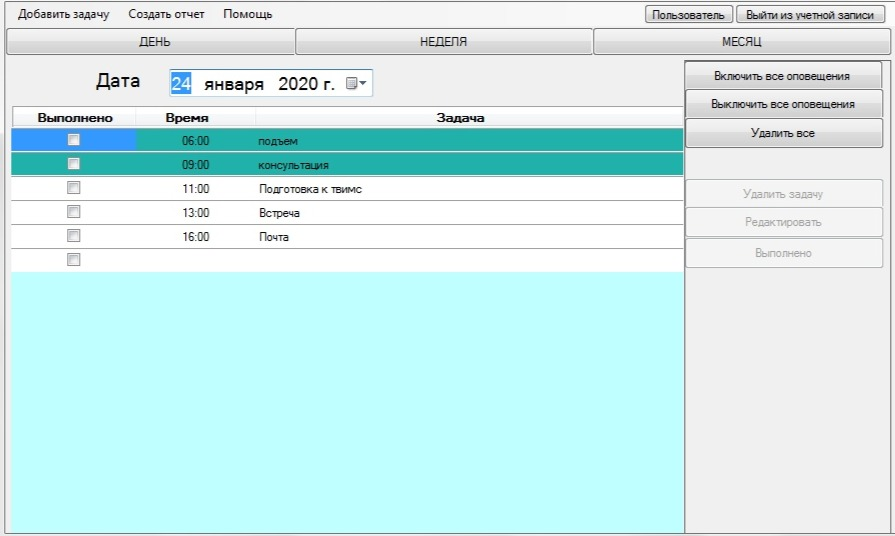 Добавить задачу Создать отчет Помощь Пользователь Выйти из учетной записи
ДЕНЬ НЕДЕЛЯ МЕСЯЦ
Дата 24 января 2020 г.
Включить все оповещения
Выключить все оповещения
Удалить все
Выполнено Время Задача
06:00 подъем
09:00 консультация
11:00 Подготовка к твимс
13:00 Встреча
16:00 Почта
Удалить задачу
Редактировать
Выполнено